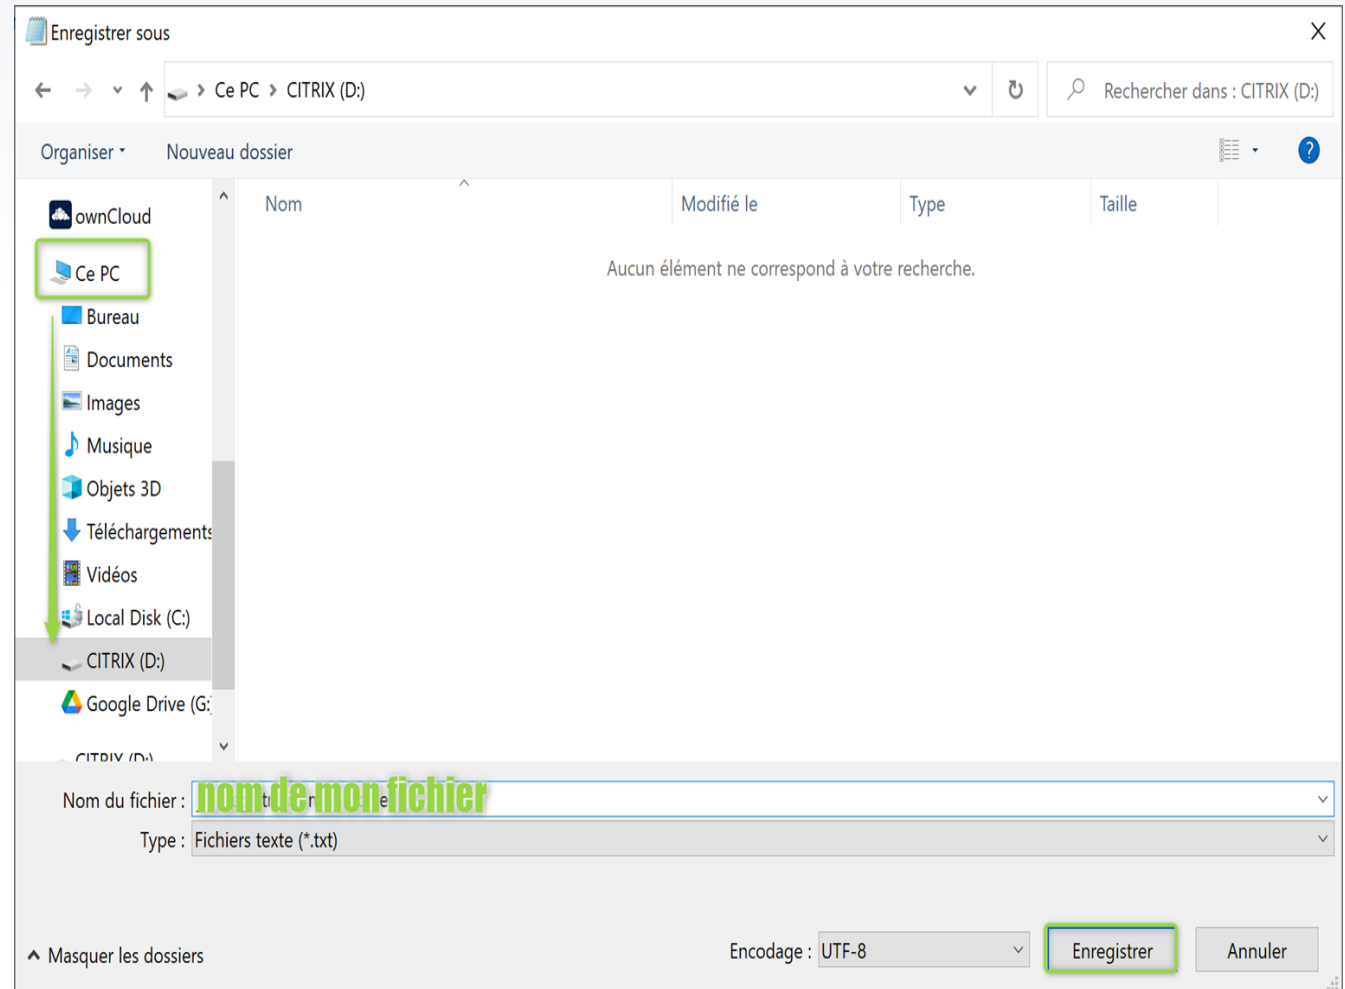 Enregistrer sous
Ce PC > CITRIX (D:)
Rechercher dans : CITRIX (D:)
Organiser
Nouveau dossier
?
Nom
Modifié le
Type
Taille
Aucun élément ne correspond à votre recherche.
ownCloud
Ce PC
Bureau
Documents
Images
Musique
Objets 3D
Téléchargements
Vidéos
Local Disk (C:)
CITRIX (D:)
Google Drive (G:
CITRIX (D:)
Nom du fichier : nom de mon fichier
Type : Fichiers texte (*.txt)
Masquer les dossiers
Encodage : UTF-8
Enregistrer
Annuler